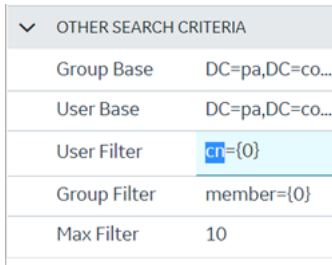 OTHER SEARCH CRITERIA
Group Base DC=pa,DC=co...
User Base DC=pa,DC=co...
User Filter cn={0}
Group Filter member={0}
Max Filter 10